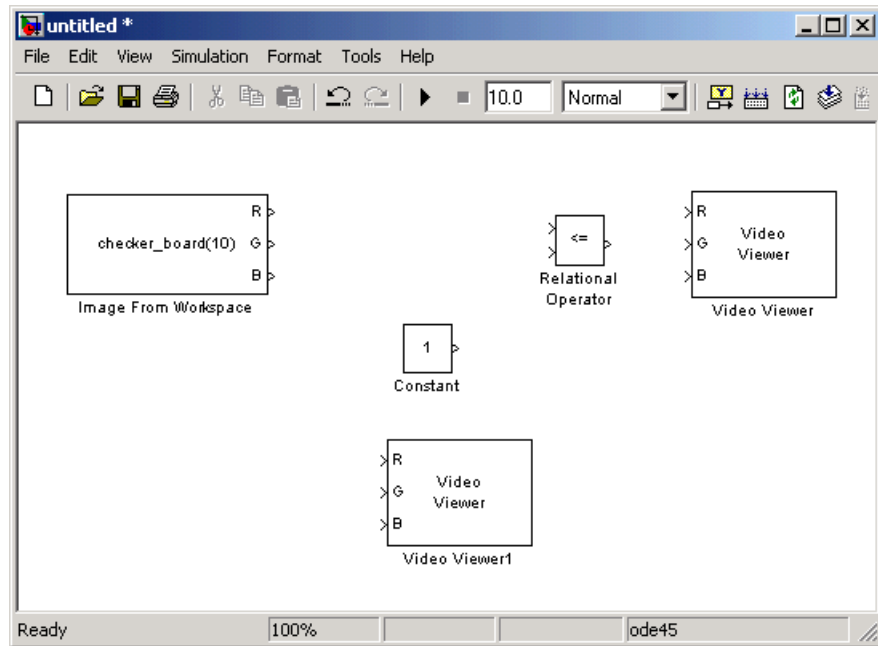 untitled *
File Edit View Simulation Format Tools Help
10.0 Normal
R
checker_board(10) G
B
Image From Workspace
<=
Relational
Operator
R
G
B
Video
Viewer
Video Viewer
1
Constant
R
G
B
Video
Viewer
Video Viewer1
Ready 100% ode45